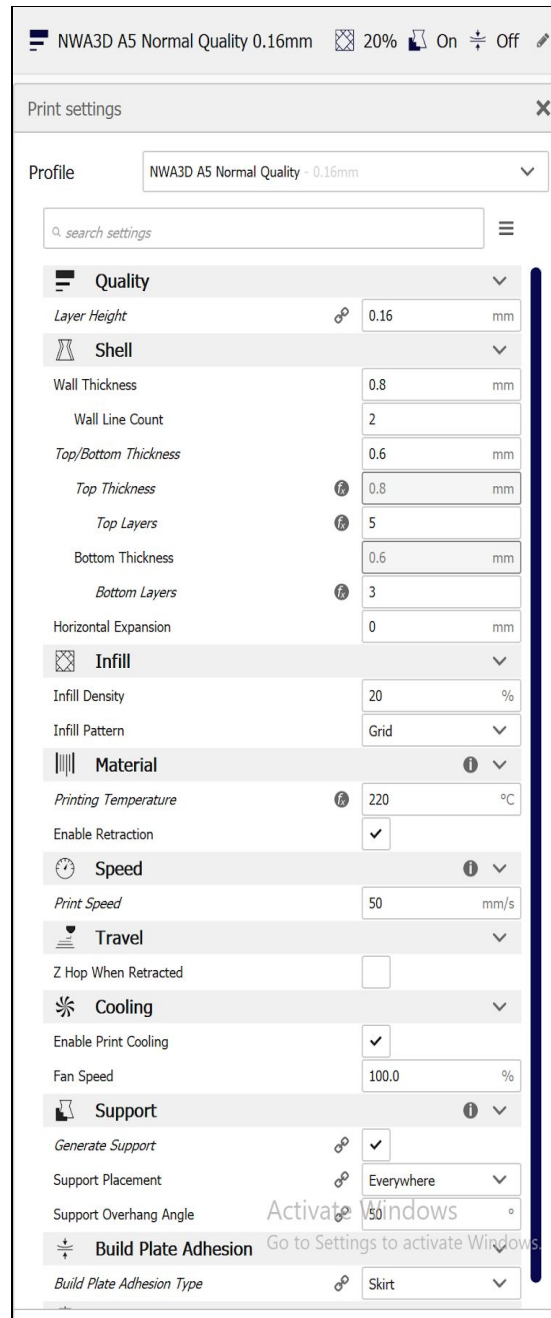 NWA3D A5 Normal Quality 0.16mm 20% On Off
Print settings
Profile NWA3D A5 Normal Quality - 0.16mm
search settings
Quality
Layer Height 0.16 mm
Shell
Wall Thickness 0.8 mm
Wall Line Count 2
Top/Bottom Thickness 0.6 mm
Top Thickness 0.8 mm
Top Layers 5
Bottom Thickness 0.6 mm
Bottom Layers 3
Horizontal Expansion 0 mm
Infill
Infill Density 20 %
Infill Pattern Grid
Material
Printing Temperature 220 °C
Enable Retraction
Speed
Print Speed 50 mm/s
Travel
Z Hop When Retracted
Cooling
Enable Print Cooling
Fan Speed 100.0 %
Support
Generate Support
Support Placement Everywhere
Support Overhang Angle 50 °
Activate Windows
Build Plate Adhesion
Go to Settings to activate Windows.
Build Plate Adhesion Type Skirt